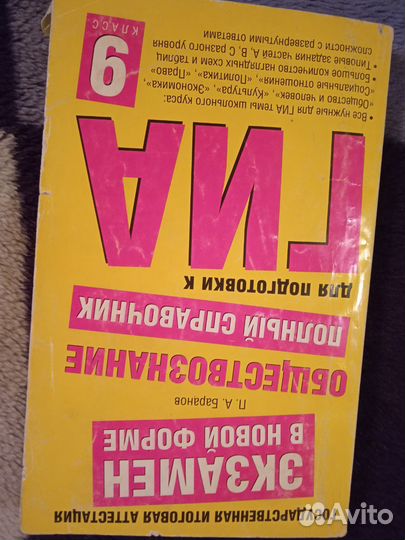 ГОСУДАРСТВЕННАЯ ИТОГОВАЯ АТТЕСТАЦИЯ
ЭКЗАМЕН
В НОВОЙ ФОРМЕ
П. А. Баранов
ОБЩЕСТВОЗНАНИЕ
ПОЛНЫЙ СПРАВОЧНИК
ДЛЯ ПОДГОТОВКИ К
ГИА
• Все нужные для ГИА темы школьного курса:
«Общество и человек», «Культура», «Экономика»,
«Социальные отношения», «Политика», «Право»
• Большое количество наглядных схем и таблиц
• Типовые задания частей А, В, С разного уровня
сложности с развернутыми ответами
9
КЛАСС
Avito